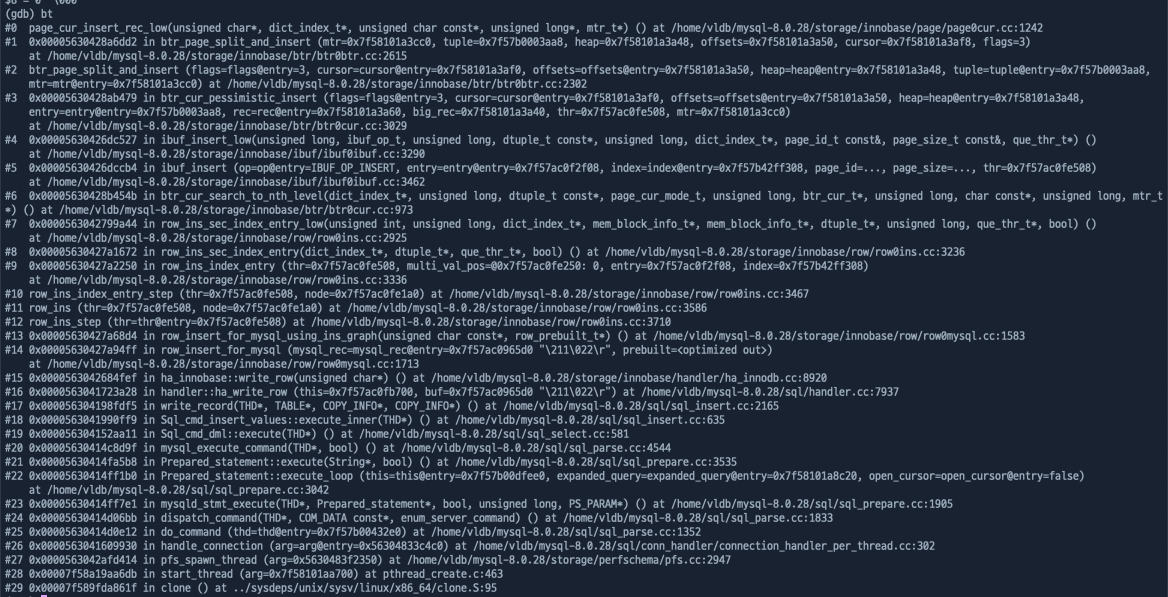 (gdb) bt
#0  page_cur_insert_rec_low(unsigned char*, dict_index_t*, unsigned char const*, unsigned long*, mtr_t*) () at /home/vldb/mysql-8.0.28/storage/innobase/page/page0cur.cc:1242
#1  0x00005630428a6dd2 in btr_page_split_and_insert (mtr=0x7f58101a3cc0, tuple=0x7f57b0003aa8, heap=0x7f58101a3a48, offsets=0x7f58101a3a50, cursor=0x7f58101a3af8, flags=3)
    at /home/vldb/mysql-8.0.28/storage/innobase/btr/btr0btr.cc:2615
#2  btr_page_split_and_insert (flags=flags@entry=3, cursor=cursor@entry=0x7f58101a3af0, offsets=offsets@entry=0x7f58101a3a50, heap=heap@entry=0x7f58101a3a48, tuple=tuple@entry=0x7f57b0003aa8,
    mtr=mtr@entry=0x7f58101a3cc0) at /home/vldb/mysql-8.0.28/storage/innobase/btr/btr0btr.cc:2302
#3  0x00005630428ab479 in btr_cur_pessimistic_insert (flags=flags@entry=3, cursor=cursor@entry=0x7f58101a3af0, offsets=offsets@entry=0x7f58101a3a50, heap=heap@entry=0x7f58101a3a48,
    entry=entry@entry=0x7f57b0003aa8, rec=rec@entry=0x7f58101a3a60, big_rec=0x7f58101a3a40, thr=0x7f57ac0fe508, mtr=0x7f58101a3cc0)
    at /home/vldb/mysql-8.0.28/storage/innobase/btr/btr0cur.cc:3029
#4  0x00005630426dc527 in ibuf_insert_low(unsigned long, ibuf_op_t, unsigned long, dtuple_t const*, unsigned long, dict_index_t*, page_id_t const&, page_size_t const&, que_thr_t*) ()
    at /home/vldb/mysql-8.0.28/storage/innobase/ibuf/ibuf0ibuf.cc:3290
#5  0x00005630426dccb4 in ibuf_insert (op=op@entry=IBUF_OP_INSERT, entry=entry@entry=0x7f57ac0f2f08, index=index@entry=0x7f57b42ff308, page_id=..., page_size=..., thr=0x7f57ac0fe508)
    at /home/vldb/mysql-8.0.28/storage/innobase/ibuf/ibuf0ibuf.cc:3462
#6  0x00005630428b454b in btr_cur_search_to_nth_level(dict_index_t*, unsigned long, dtuple_t const*, page_cur_mode_t, unsigned long, btr_cur_t*, unsigned long, char const*, unsigned long, mtr_t
*) () at /home/vldb/mysql-8.0.28/storage/innobase/btr/btr0cur.cc:973
#7  0x0000563042799a44 in row_ins_sec_index_entry_low(unsigned int, unsigned long, dict_index_t*, mem_block_info_t*, mem_block_info_t*, dtuple_t*, unsigned long, que_thr_t*, bool) ()
    at /home/vldb/mysql-8.0.28/storage/innobase/row/row0ins.cc:2925
#8  0x00005630427a1672 in row_ins_sec_index_entry(dict_index_t*, dtuple_t*, que_thr_t*, bool) () at /home/vldb/mysql-8.0.28/storage/innobase/row/row0ins.cc:3236
#9  0x00005630427a2250 in row_ins_index_entry (thr=0x7f57ac0fe508, multi_val_pos=@0x7f57ac0fe250: 0, entry=0x7f57ac0f2f08, index=0x7f57b42ff308)
    at /home/vldb/mysql-8.0.28/storage/innobase/row/row0ins.cc:3336
#10 row_ins_index_entry_step (thr=0x7f57ac0fe508, node=0x7f57ac0fe1a0) at /home/vldb/mysql-8.0.28/storage/innobase/row/row0ins.cc:3467
#11 row_ins (thr=0x7f57ac0fe508, node=0x7f57ac0fe1a0) at /home/vldb/mysql-8.0.28/storage/innobase/row/row0ins.cc:3586
#12 row_ins_step (thr=thr@entry=0x7f57ac0fe508) at /home/vldb/mysql-8.0.28/storage/innobase/row/row0ins.cc:3710
#13 0x00005630427a68d4 in row_insert_for_mysql_using_ins_graph(unsigned char const*, row_prebuilt_t*) () at /home/vldb/mysql-8.0.28/storage/innobase/row/row0mysql.cc:1583
#14 0x00005630427a94ff in row_insert_for_mysql (mysql_rec=mysql_rec@entry=0x7f57ac0965d0 "\211\022\r", prebuilt=<optimized out>)
    at /home/vldb/mysql-8.0.28/storage/innobase/row/row0mysql.cc:1713
#15 0x0000563042684fef in ha_innobase::write_row(unsigned char*) () at /home/vldb/mysql-8.0.28/storage/innobase/handler/ha_innodb.cc:8920
#16 0x0000563041723a28 in handler::ha_write_row (this=0x7f57ac0fb700, buf=0x7f57ac0965d0 "\211\022\r") at /home/vldb/mysql-8.0.28/sql/handler.cc:7937
#17 0x000056304198fdf5 in write_record(THD*, TABLE*, COPY_INFO*, COPY_INFO*) () at /home/vldb/mysql-8.0.28/sql/sql_insert.cc:2165
#18 0x0000563041990ff9 in Sql_cmd_insert_values::execute_inner(THD*) () at /home/vldb/mysql-8.0.28/sql/sql_insert.cc:635
#19 0x000056304152aa11 in Sql_cmd_dml::execute(THD*) () at /home/vldb/mysql-8.0.28/sql/sql_select.cc:581
#20 0x00005630414c8d9f in mysql_execute_command(THD*, bool) () at /home/vldb/mysql-8.0.28/sql/sql_parse.cc:4544
#21 0x00005630414fa5b8 in Prepared_statement::execute(String*, bool) () at /home/vldb/mysql-8.0.28/sql/sql_prepare.cc:3535
#22 0x00005630414ff1b0 in Prepared_statement::execute_loop (this=this@entry=0x7f57b00dfee0, expanded_query=expanded_query@entry=0x7f58101a8c20, open_cursor=open_cursor@entry=false)
    at /home/vldb/mysql-8.0.28/sql/sql_prepare.cc:3042
#23 0x00005630414ff7e1 in mysqld_stmt_execute(THD*, Prepared_statement*, bool, unsigned long, PS_PARAM*) () at /home/vldb/mysql-8.0.28/sql/sql_prepare.cc:1905
#24 0x00005630414d06bb in dispatch_command(THD*, COM_DATA const*, enum_server_command) () at /home/vldb/mysql-8.0.28/sql/sql_parse.cc:1833
#25 0x00005630414d0e12 in do_command (thd=thd@entry=0x7f57b00432e0) at /home/vldb/mysql-8.0.28/sql/sql_parse.cc:1352
#26 0x0000563041609930 in handle_connection (arg=arg@entry=0x56304833c4c0) at /home/vldb/mysql-8.0.28/sql/conn_handler/connection_handler_per_thread.cc:302
#27 0x0000563042afd414 in pfs_spawn_thread (arg=0x5630483f2350) at /home/vldb/mysql-8.0.28/storage/perfschema/pfs.cc:2947
#28 0x00007f58a19aa6db in start_thread (arg=0x7f58101aa700) at pthread_create.c:463
#29 0x00007f589fda861f in clone () at ../sysdeps/unix/sysv/linux/x86_64/clone.S:95